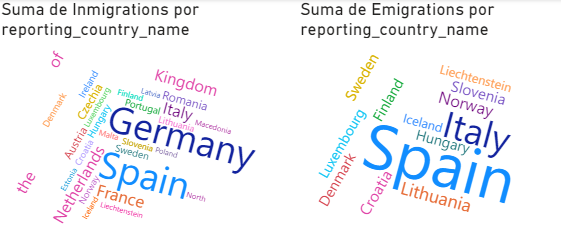 Suma de Inmigrations por
reporting_country_name
of
Kingdom
Ireland
Finland
Latvia
Romania
Czechia
Luxembourg
Portugal
Italy
Denmark
Hungary
Lithuania
Macedonia
Germany
Malta
Austria
Slovenia
Poland
Sweden
Croatia
Netherlands
Spain
Estonia
the
Norway
North
France
Iceland
Liechtenstein
Suma de Emigrations por
reporting_country_name
Sweden
Liechtenstein
Slovenia
Finland
Norway
Iceland
Italy
Luxembourg
Hungary
Spain
Denmark
Croatia
Lithuania